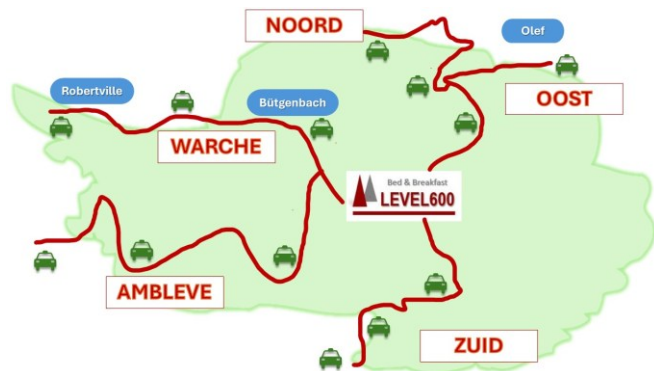 NOORD
Olef
Robertville
OOST
Bütgenbach
WARCHE
Bed & Breakfast
LEVEL600
AMBLEVE
ZUID